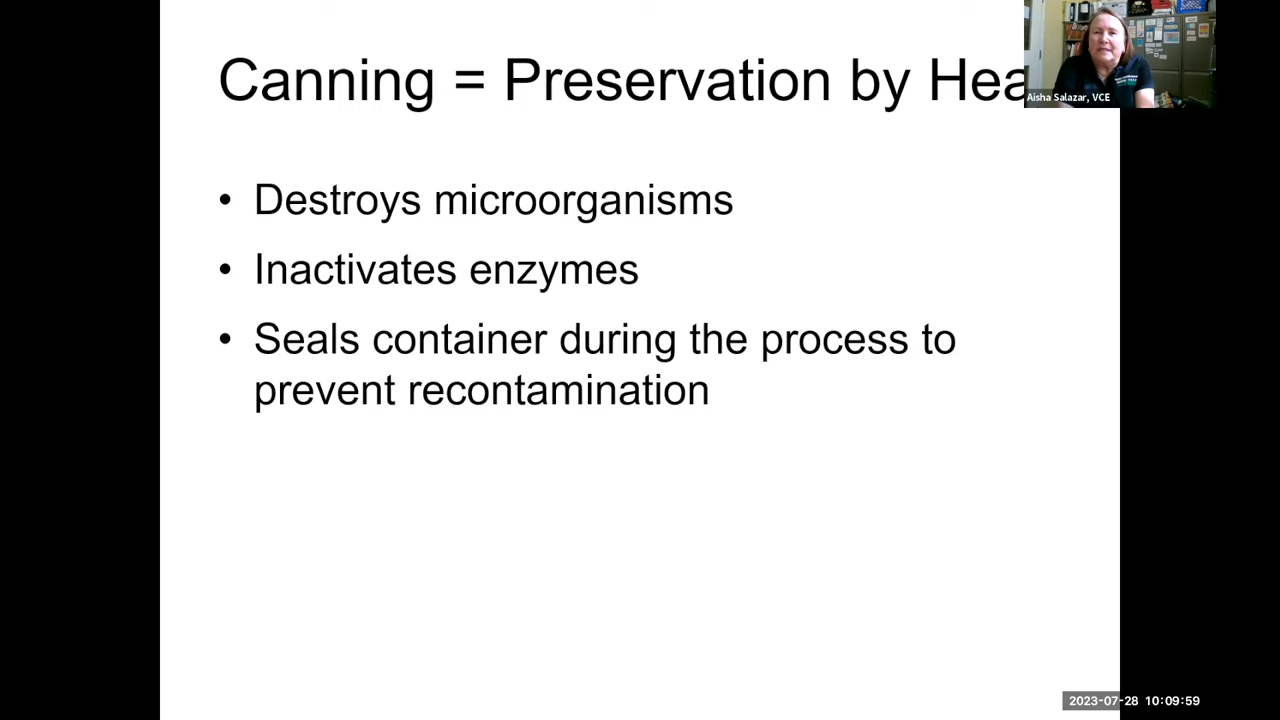 Canning = Preservation by Hea
Aisha Salazar, VCE
• Destroys microorganisms
• Inactivates enzymes
• Seals container during the process to
prevent recontamination
2023-07-28 10:09:59